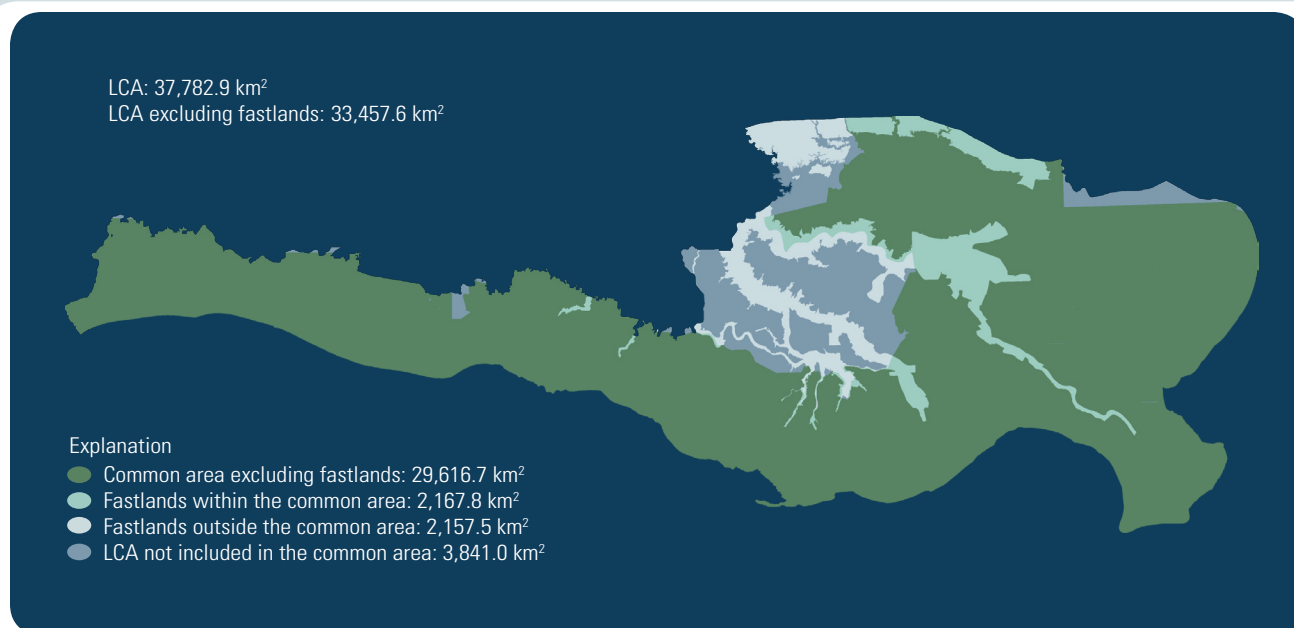 LCA: 37,782.9 km²
LCA excluding fastlands: 33,457.6 km²
Explanation
Common area excluding fastlands: 29,616.7 km²
Fastlands within the common area: 2,167.8 km²
Fastlands outside the common area: 2,157.5 km²
LCA not included in the common area: 3,841.0 km²